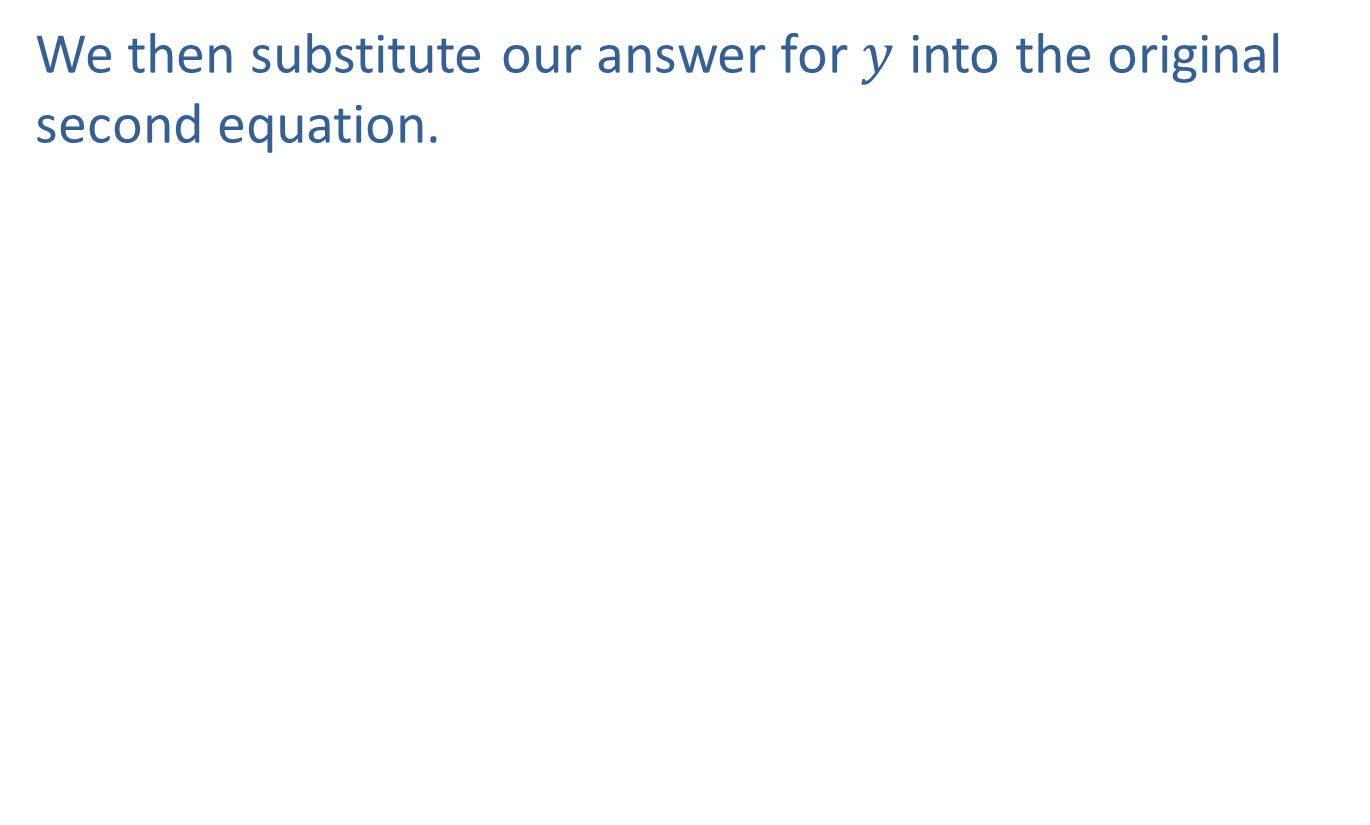 We then substitute our answer for y into the original
second equation.